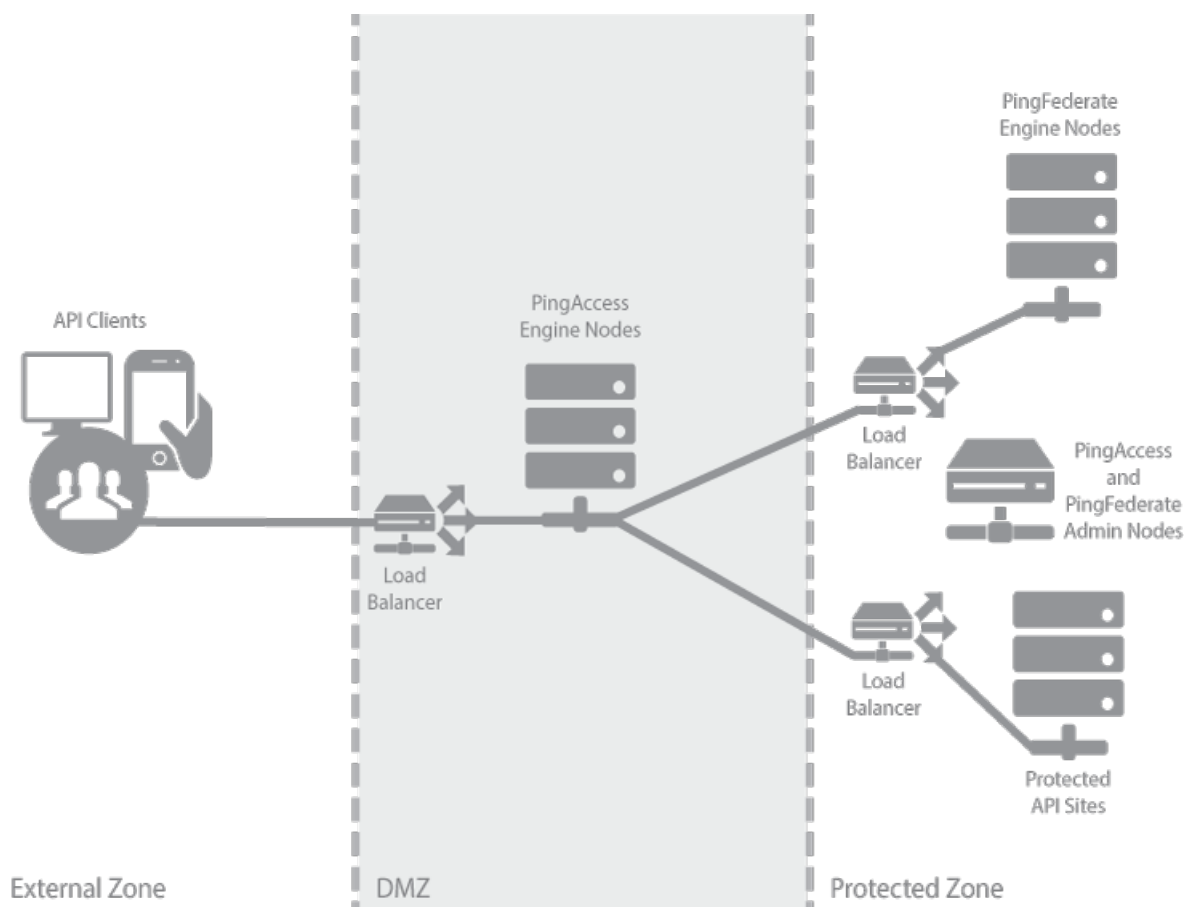 PingFederate
Engine Nodes
PingAccess
Engine Nodes
API Clients
Load
Balancer
PingAccess
and
PingFederate
Admin Nodes
Load
Balancer
Load
Balancer
Protected
API Sites
External Zone
DMZ
Protected Zone